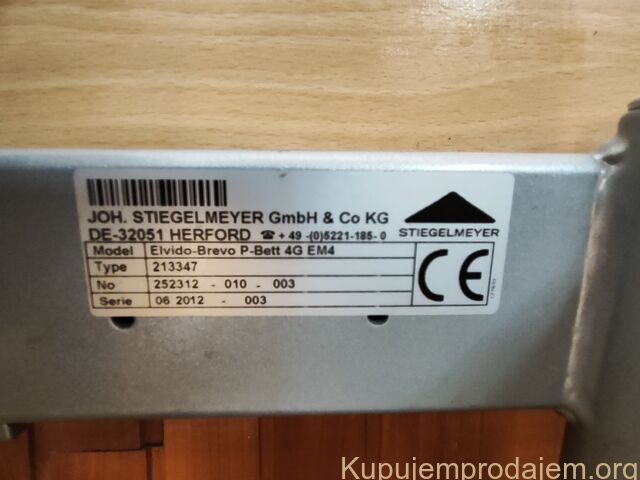 JOH. STIEGELMEYER GmbH & Co KG
DE-32051 HERFORD ☎ + 49 -(0)5221-185- 0
STIEGELMEYER
Model Elvido-Brevo P-Bett 4G EM4
Type 213347
No 252312 - 010 - 003
Serie 06 2012 - 003
CE
Kupujemprodajem.org